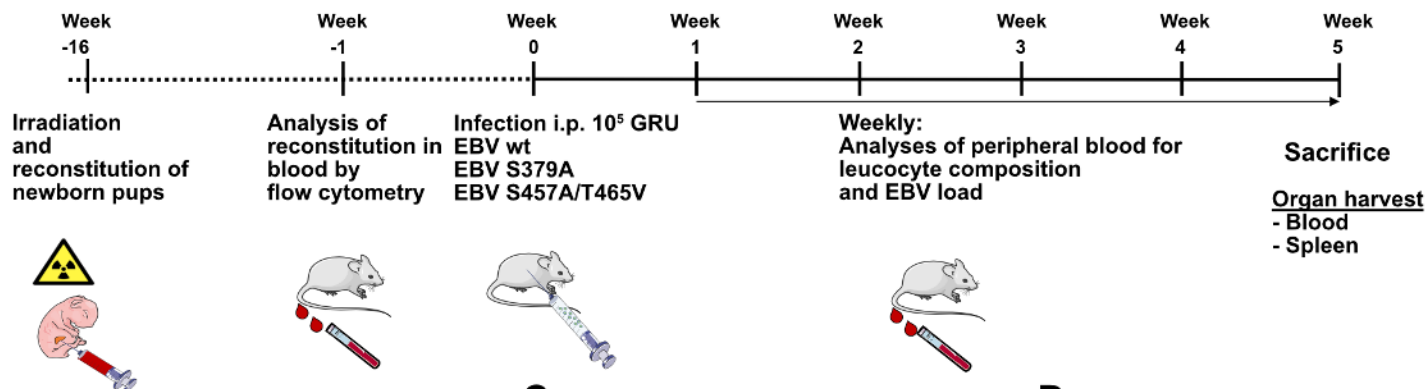 Week Week Week Week Week Week Week Week
-16 -1 0 1 2 3 4 5
Irradiation
and
reconstitution of
newborn pups
Analysis of
reconstitution in
blood by
flow cytometry
Infection i.p. 10⁵ GRU
EBV wt
EBV S379A
EBV S457A/T465V
Weekly:
Analyses of peripheral blood for
leucocyte composition
and EBV load
Sacrifice
Organ harvest
- Blood
- Spleen